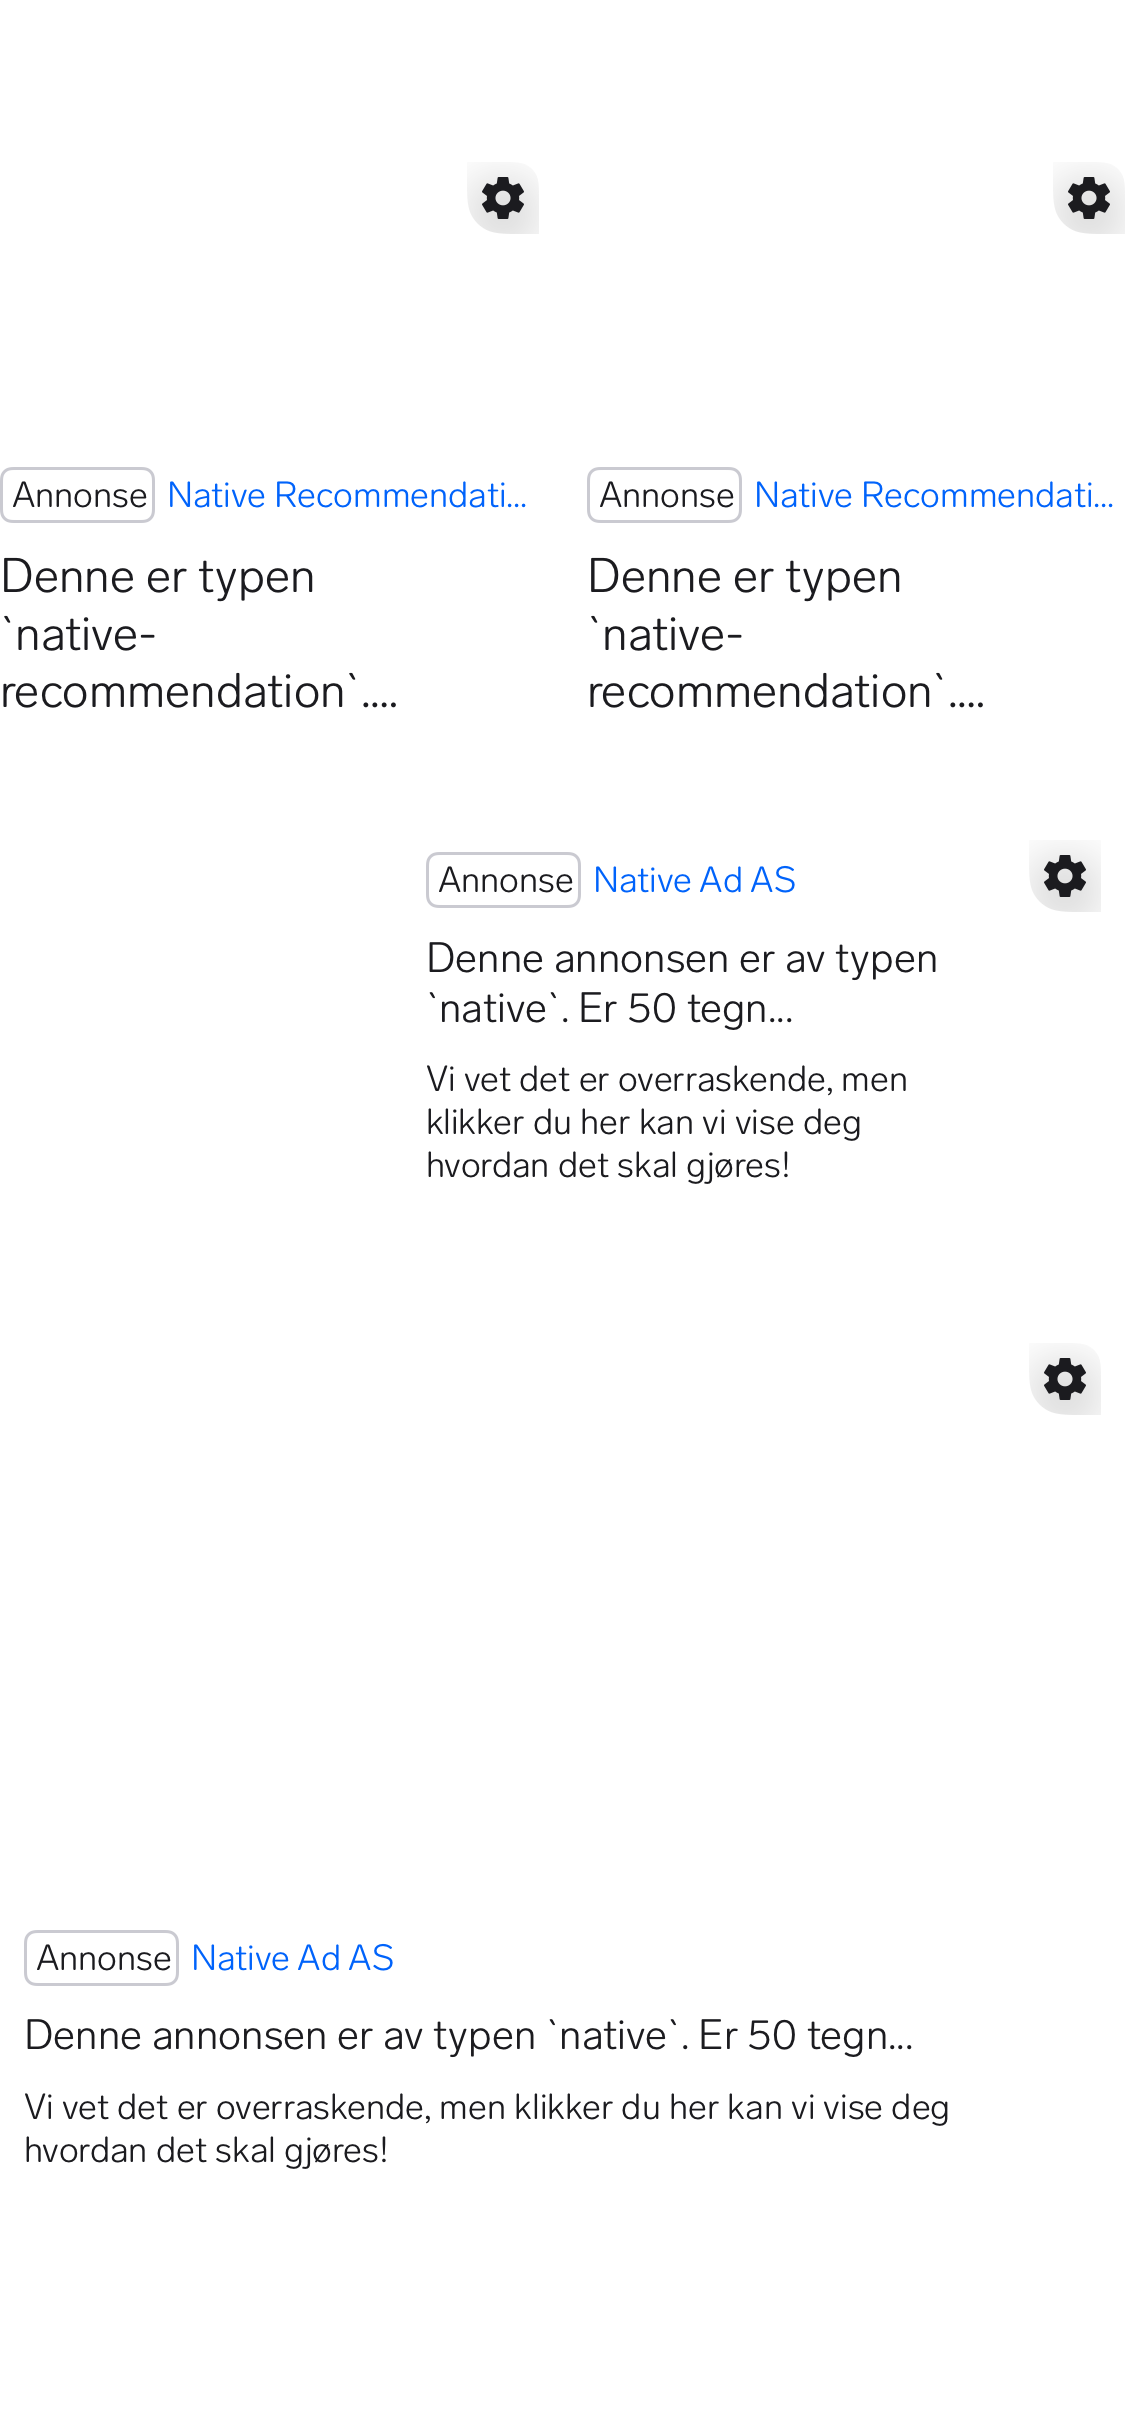 Annonse Native Recommendati...
Denne er typen
`native-
recommendation`....
Annonse Native Recommendati...
Denne er typen
`native-
recommendation`....
Annonse Native Ad AS
Denne annonsen er av typen
`native`. Er 50 tegn...
Vi vet det er overraskende, men
klikker du her kan vi vise deg
hvordan det skal gjøres!
Annonse Native Ad AS
Denne annonsen er av typen `native`. Er 50 tegn...
Vi vet det er overraskende, men klikker du her kan vi vise deg
hvordan det skal gjøres!